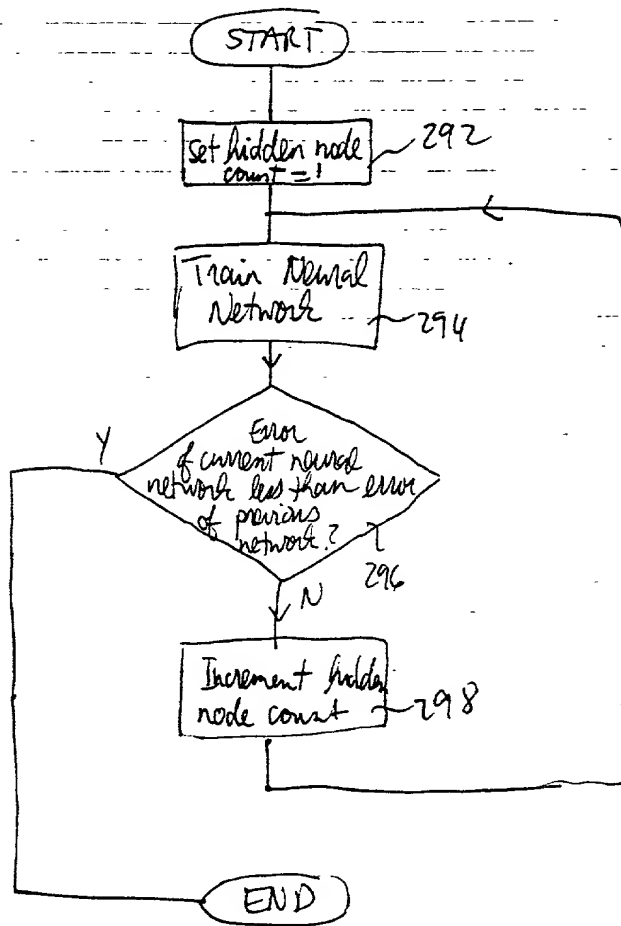 START
set hidden node
count = 1
292
Train Neural
Network
294
Error
of current neural
network less than error
of previous
network?
296
Y
N
Increment hidden
node count
298
END